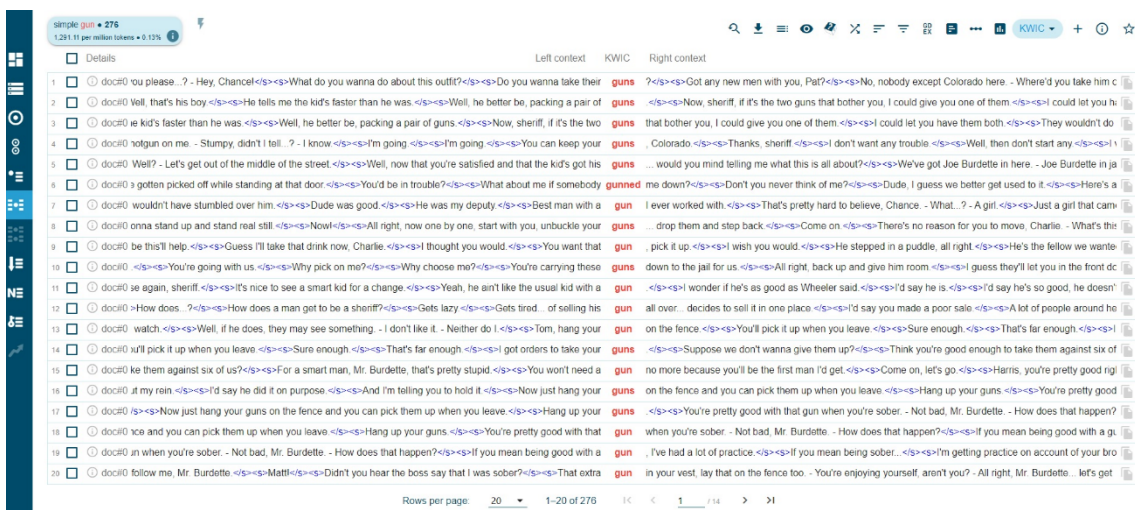 simple gun • 276
1,291.11 per million tokens • 0.13%
KWIC
Details Left context KWIC Right context
1 doc#0 you please...? - Hey, Chance!</s><s>What do you wanna do about this outfit?</s><s>Do you wanna take their guns ?</s><s>Got any new men with you, Pat?</s><s>No, nobody except Colorado here. - Where'd you take him
2 doc#0 Well, that's his boy.</s><s>He tells me the kid's faster than he was.</s><s>Well, he better be, packing a pair of guns .</s><s>Now, sheriff, if it's the two guns that bother you, I could give you one of them.</s><s>I could let you
3 doc#0 kid's faster than he was.</s><s>Well, he better be, packing a pair of guns.</s><s>Now, sheriff, if it's the two guns that bother you, I could give you one of them.</s><s>I could let you have them both.</s><s>They wouldn't do
4 doc#0 on me. - Stumpy, didn't I tell...? - I know.</s><s>I'm going.</s><s>I'm going.</s><s>You can keep your guns , Colorado.</s><s>Thanks, sheriff.</s><s>I don't want any trouble.</s><s>Well, then don't start any.</s><s>I
5 doc#0 Well? - Let's get out of the middle of the street.</s><s>Well, now that you're satisfied and that the kid's got his guns ... would you mind telling me what this is all about?</s><s>We've got Joe Burdette in here. - Joe Burdette in
6 doc#0 gotten picked off while standing at that door.</s><s>You'd be in trouble?</s><s>What about me if somebody gunned me down?</s><s>Don't you never think of me?</s><s>Dude, I guess we better get used to it.</s><s>Here's a
7 doc#0 wouldn't have stumbled over him.</s><s>Dude was good.</s><s>He was my deputy.</s><s>Best man with a gun I ever worked with.</s><s>That's pretty hard to believe, Chance. - What...? - A girl.</s><s>Just a girl that
8 doc#0 onna stand up and stand real still.</s><s>Now!</s><s>All right, now one by one, start with you, unbuckle your guns ... drop them and step back.</s><s>Come on.</s><s>There's no reason for you to move, Charlie. - What's
9 doc#0 be this'll help.</s><s>Guess I'll take that drink now, Charlie.</s><s>I thought you would.</s><s>You want that gun , pick it up.</s><s>I wish you would.</s><s>He stepped in a puddle, all right.</s><s>He's the fellow we
10 doc#0 .</s><s>You're going with us.</s><s>Why pick on me?</s><s>Why choose me?</s><s>You're carrying these guns down to the jail for us.</s><s>All right, back up and give him room.</s><s>I guess they'll let you in the front
11 doc#0 se again, sheriff.</s><s>It's nice to see a smart kid for a change.</s><s>Yeah, he ain't like the usual kid with a gun .</s><s>I wonder if he's as good as Wheeler said.</s><s>I'd say he is.</s><s>I'd say he's so good, he doesn'
12 doc#0 >How does...?</s><s>How does a man get to be a sheriff?</s><s>Gets lazy.</s><s>Gets tired... of selling his gun all over... decides to sell it in one place.</s><s>I'd say you made a poor sale.</s><s>A lot of people around
13 doc#0 watch.</s><s>Well, if he does, they may see something. - I don't like it. - Neither do I.</s><s>Tom, hang your gun on the fence.</s><s>You'll pick it up when you leave.</s><s>Sure enough.</s><s>That's far enough.</s><s>I
14 doc#0 ou'll pick it up when you leave.</s><s>Sure enough.</s><s>That's far enough.</s><s>I got orders to take your guns .</s><s>Suppose we don't wanna give them up?</s><s>Think you're good enough to take them against six of
15 doc#0 ke them against six of us?</s><s>For a smart man, Mr. Burdette, that's pretty stupid.</s><s>You won't need a gun no more because you'll be the first man I'd get.</s><s>Come on, let's go.</s><s>Harris, you're pretty good
16 doc#0 ut my rein.</s><s>I'd say he did it on purpose.</s><s>And I'm telling you to hold it.</s><s>Now just hang your guns on the fence and you can pick them up when you leave.</s><s>Hang up your guns.</s><s>You're pretty good
17 doc#0 /s><s>Now just hang your guns on the fence and you can pick them up when you leave.</s><s>Hang up your guns .</s><s>You're pretty good with that gun when you're sober. - Not bad, Mr. Burdette. - How does that happen?
18 doc#0 nce and you can pick them up when you leave.</s><s>Hang up your guns.</s><s>You're pretty good with that gun when you're sober. - Not bad, Mr. Burdette. - How does that happen?</s><s>If you mean being good with a
19 doc#0 un when you're sober. - Not bad, Mr. Burdette. - How does that happen?</s><s>If you mean being good with a gun , I've had a lot of practice.</s><s>If you mean being sober...</s><s>I'm getting practice on account of your
20 doc#0 follow me, Mr. Burdette.</s><s>Matt!</s><s>Didn't you hear the boss say that I was sober?</s><s>That extra gun in your vest, lay that on the fence too. - You're enjoying yourself, aren't you? - All right, Mr. Burdette... let's get
Rows per page: 20 1–20 of 276 1 / 14